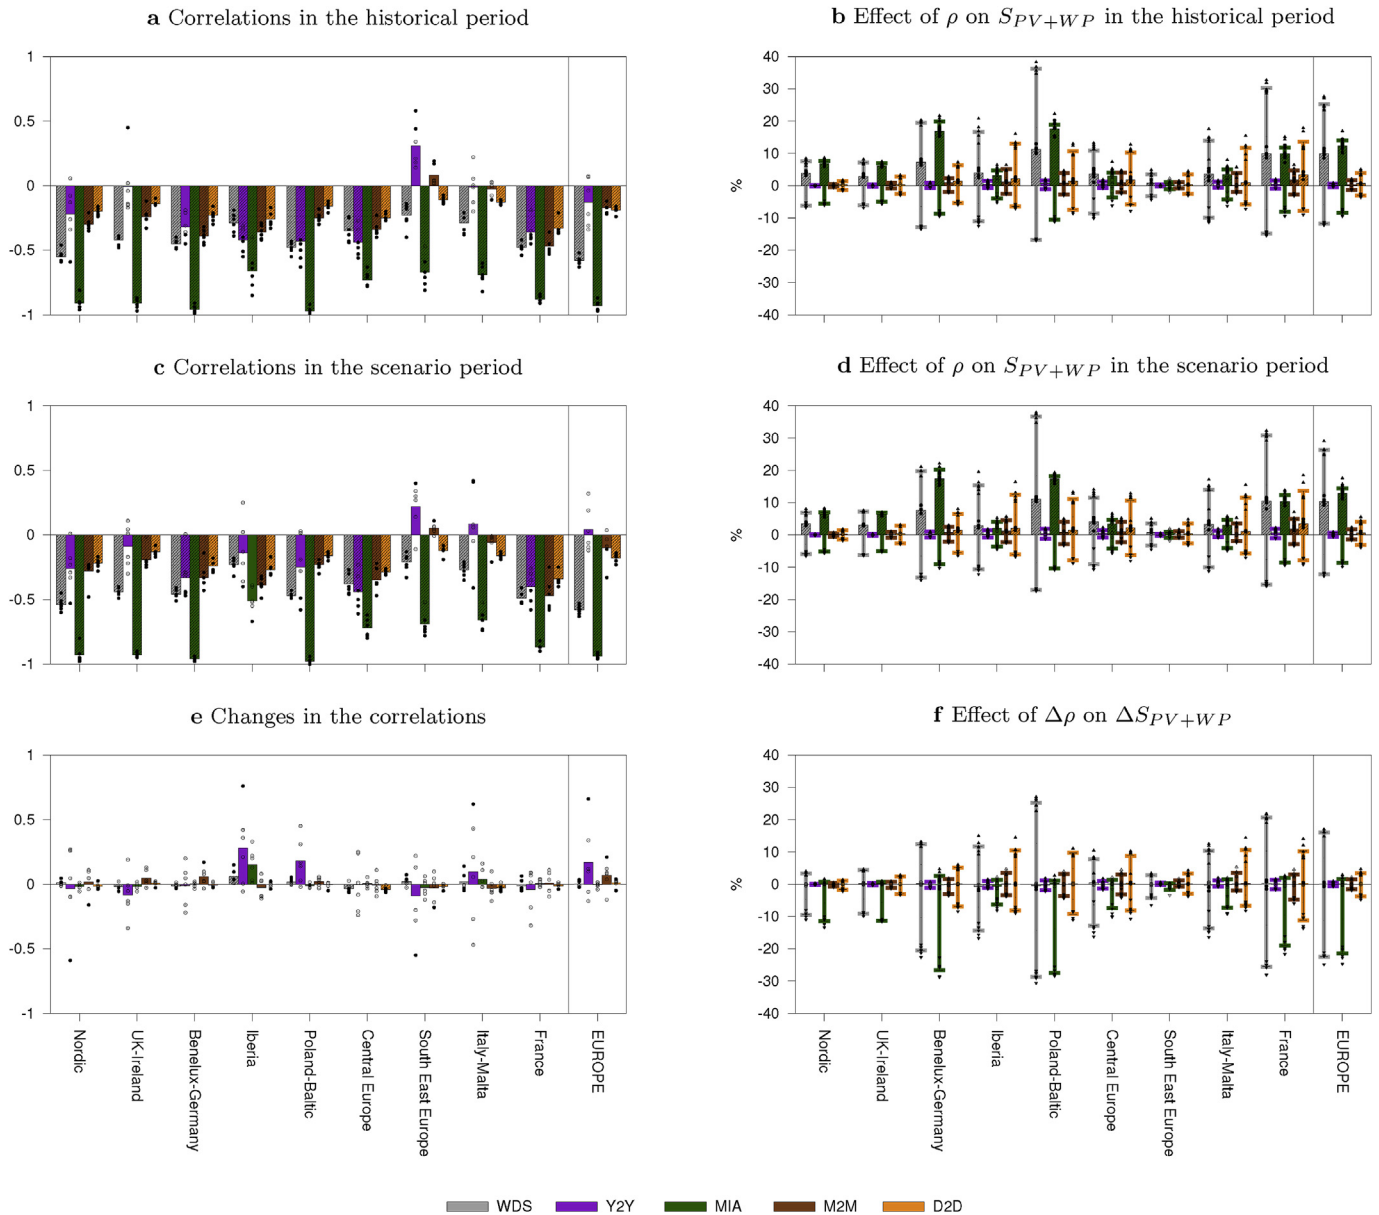 a Correlations in the historical period
b Effect of ρ on S_{PV+WP} in the historical period
1
0.5
0
-0.5
-1
40
30
20
10
0
-10
-20
-30
-40
%
c Correlations in the scenario period
d Effect of ρ on S_{PV+WP} in the scenario period
1
0.5
0
-0.5
-1
40
30
20
10
0
-10
-20
-30
-40
%
e Changes in the correlations
f Effect of Δρ on ΔS_{PV+WP}
1
0.5
0
-0.5
-1
40
30
20
10
0
-10
-20
-30
-40
%
Nordic
UK-Ireland
Benelux-Germany
Iberia
Poland-Baltic
Central Europe
South East Europe
Italy-Malta
France
EUROPE
Nordic
UK-Ireland
Benelux-Germany
Iberia
Poland-Baltic
Central Europe
South East Europe
Italy-Malta
France
EUROPE
WDS Y2Y MIA M2M D2D